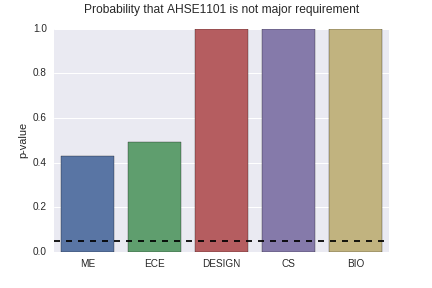 Probability that AHSE1101 is not major requirement
p-value
1.0
0.8
0.6
0.4
0.2
0.0
ME ECE DESIGN CS BIO